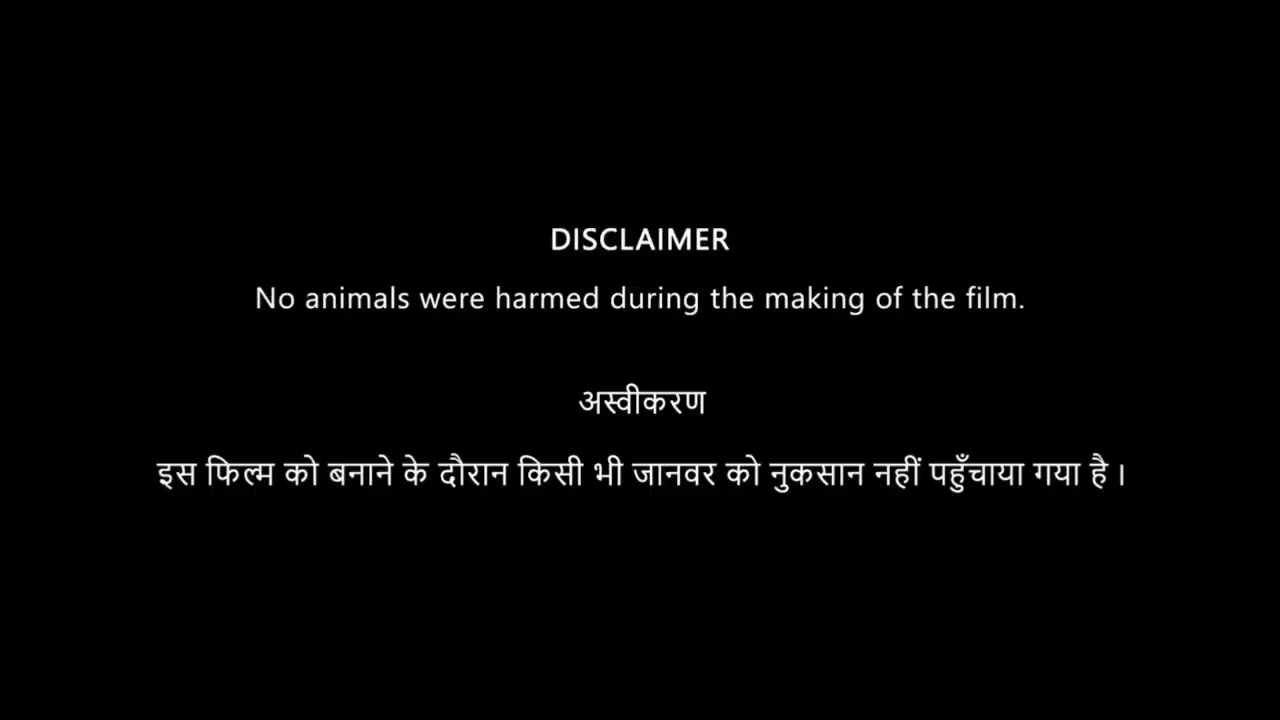 DISCLAIMER
No animals were harmed during the making of the film.
अस्वीकरण
इस फिल्म को बनाने के दौरान किसी भी जानवर को नुकसान नहीं पहुँचाया गया है ।